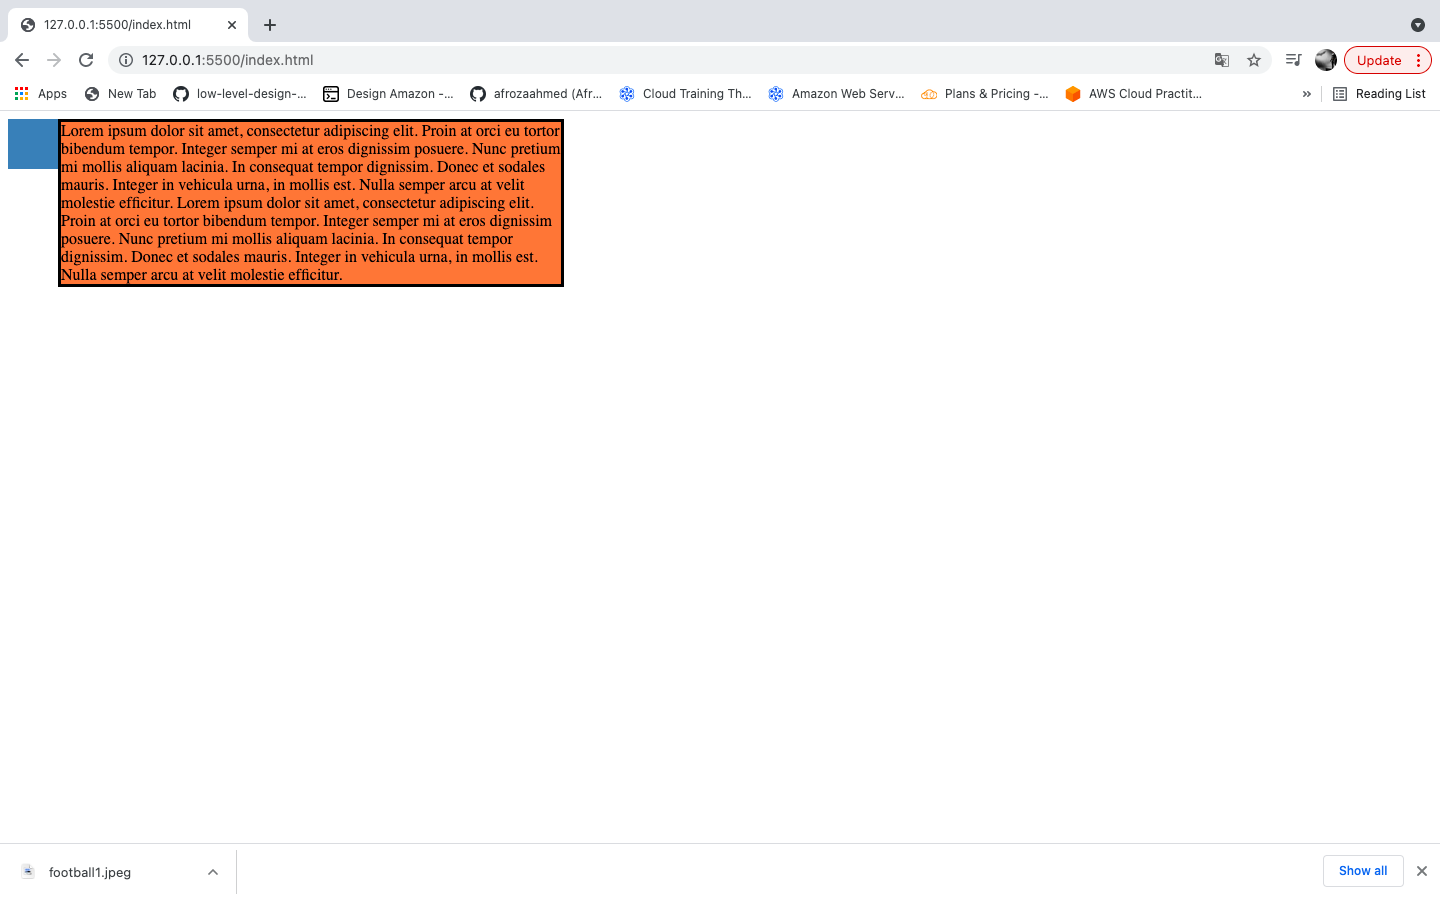 127.0.0.1:5500/index.html
127.0.0.1:5500/index.html
Update
Apps
New Tab
low-level-design-...
Design Amazon -...
afrozaahmed (Afr...
Cloud Training Th...
Amazon Web Serv...
Plans & Pricing -...
AWS Cloud Practit...
»
Reading List
Lorem ipsum dolor sit amet, consectetur adipiscing elit. Proin at orci eu tortor
bibendum tempor. Integer semper mi at eros dignissim posuere. Nunc pretium
mi mollis aliquam lacinia. In consequat tempor dignissim. Donec et sodales
mauris. Integer in vehicula urna, in mollis est. Nulla semper arcu at velit
molestie efficitur. Lorem ipsum dolor sit amet, consectetur adipiscing elit.
Proin at orci eu tortor bibendum tempor. Integer semper mi at eros dignissim
posuere. Nunc pretium mi mollis aliquam lacinia. In consequat tempor
dignissim. Donec et sodales mauris. Integer in vehicula urna, in mollis est.
Nulla semper arcu at velit molestie efficitur.
football1.jpeg
Show all